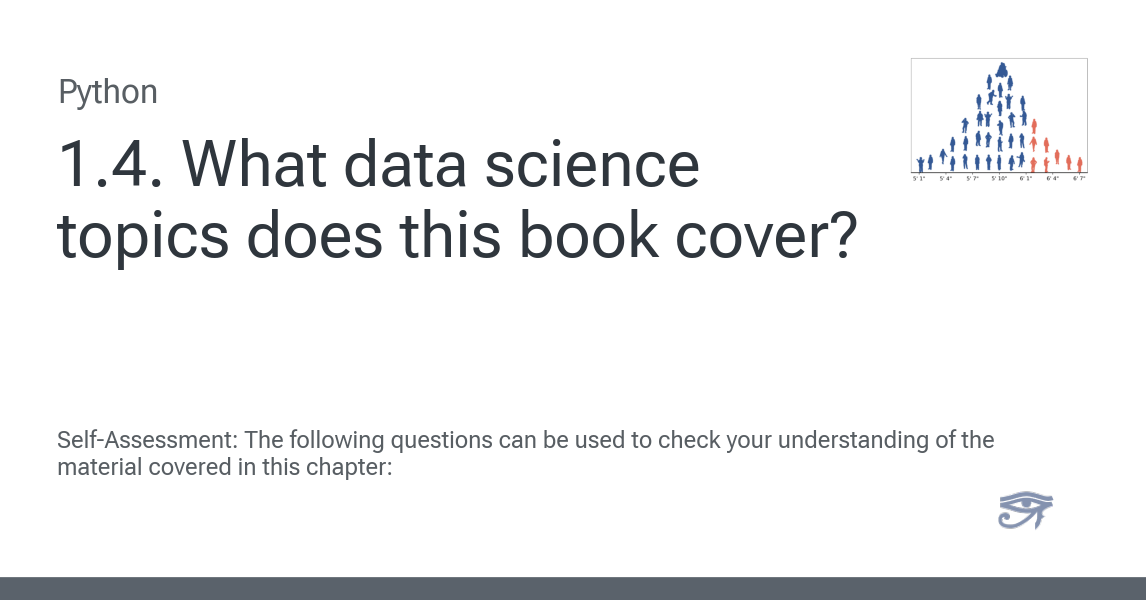 Python
1.4. What data science
topics does this book cover?
5' 1" 5' 4" 5' 7" 5' 10" 6' 1" 6' 4" 6' 7"
Self-Assessment: The following questions can be used to check your understanding of the
material covered in this chapter: